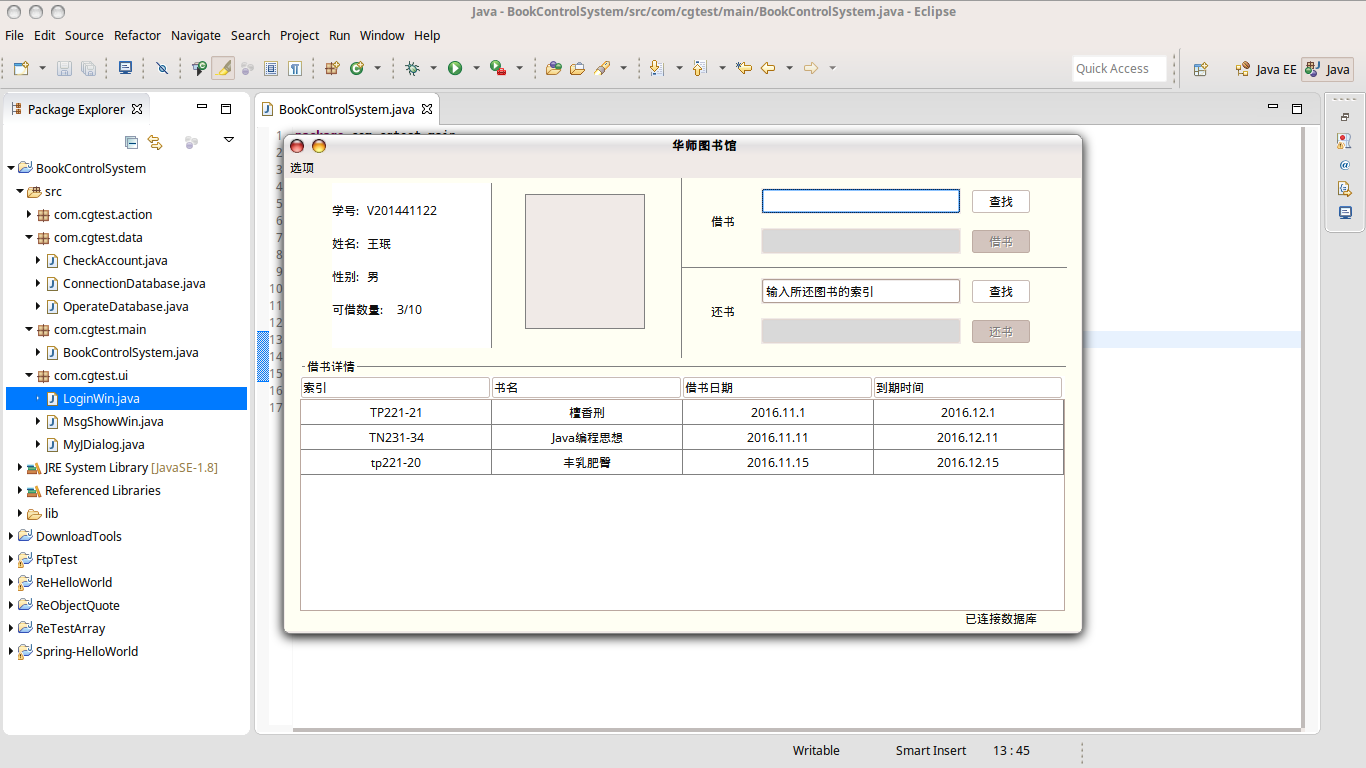 Java - BookControlSystem/src/com/cgtest/main/BookControlSystem.java - Eclipse
File Edit Source Refactor Navigate Search Project Run Window Help
Quick Access
Java EE
Java
Package Explorer
BookControlSystem.java
BookControlSystem
src
com.cgtest.action
com.cgtest.data
CheckAccount.java
ConnectionDatabase.java
OperateDatabase.java
com.cgtest.main
BookControlSystem.java
com.cgtest.ui
LoginWin.java
MsgShowWin.java
MyJDialog.java
JRE System Library [JavaSE-1.8]
Referenced Libraries
lib
DownloadTools
FtpTest
ReHelloWorld
ReObjectQuote
ReTestArray
Spring-HelloWorld
1
2
3
4
5
6
7
8
9
10
11
12
13
14
15
16
17
华师图书馆
选项
学号: V201441122
姓名: 王珉
性别: 男
可借数量: 3/10
借书
查找
借书
还书
输入所还图书的索引
查找
还书
借书详情
索引 书名 借书日期 到期时间
TP221-21 檀香刑 2016.11.1 2016.12.1
TN231-34 Java编程思想 2016.11.11 2016.12.11
tp221-20 丰乳肥臀 2016.11.15 2016.12.15
已连接数据库
Writable Smart Insert 13 : 45